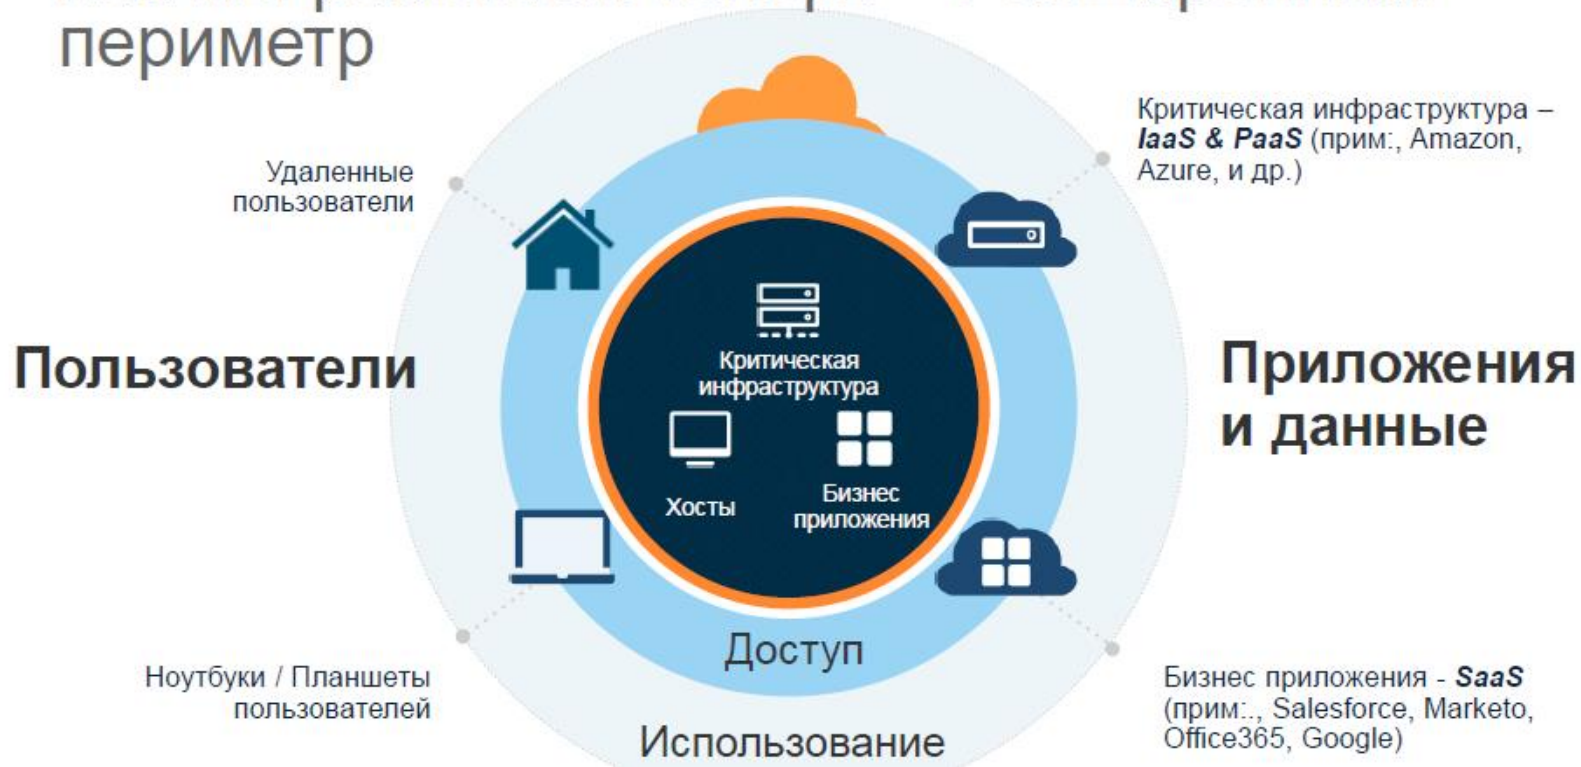 периметр
Удаленные
пользователи
Критическая инфраструктура –
IaaS & PaaS (прим:, Amazon,
Azure, и др.)
Пользователи
Критическая
инфраструктура
Хосты
Бизнес
приложения
Приложения
и данные
Доступ
Использование
Ноутбуки / Планшеты
пользователей
Бизнес приложения - SaaS
(прим:., Salesforce, Marketo,
Office365, Google)